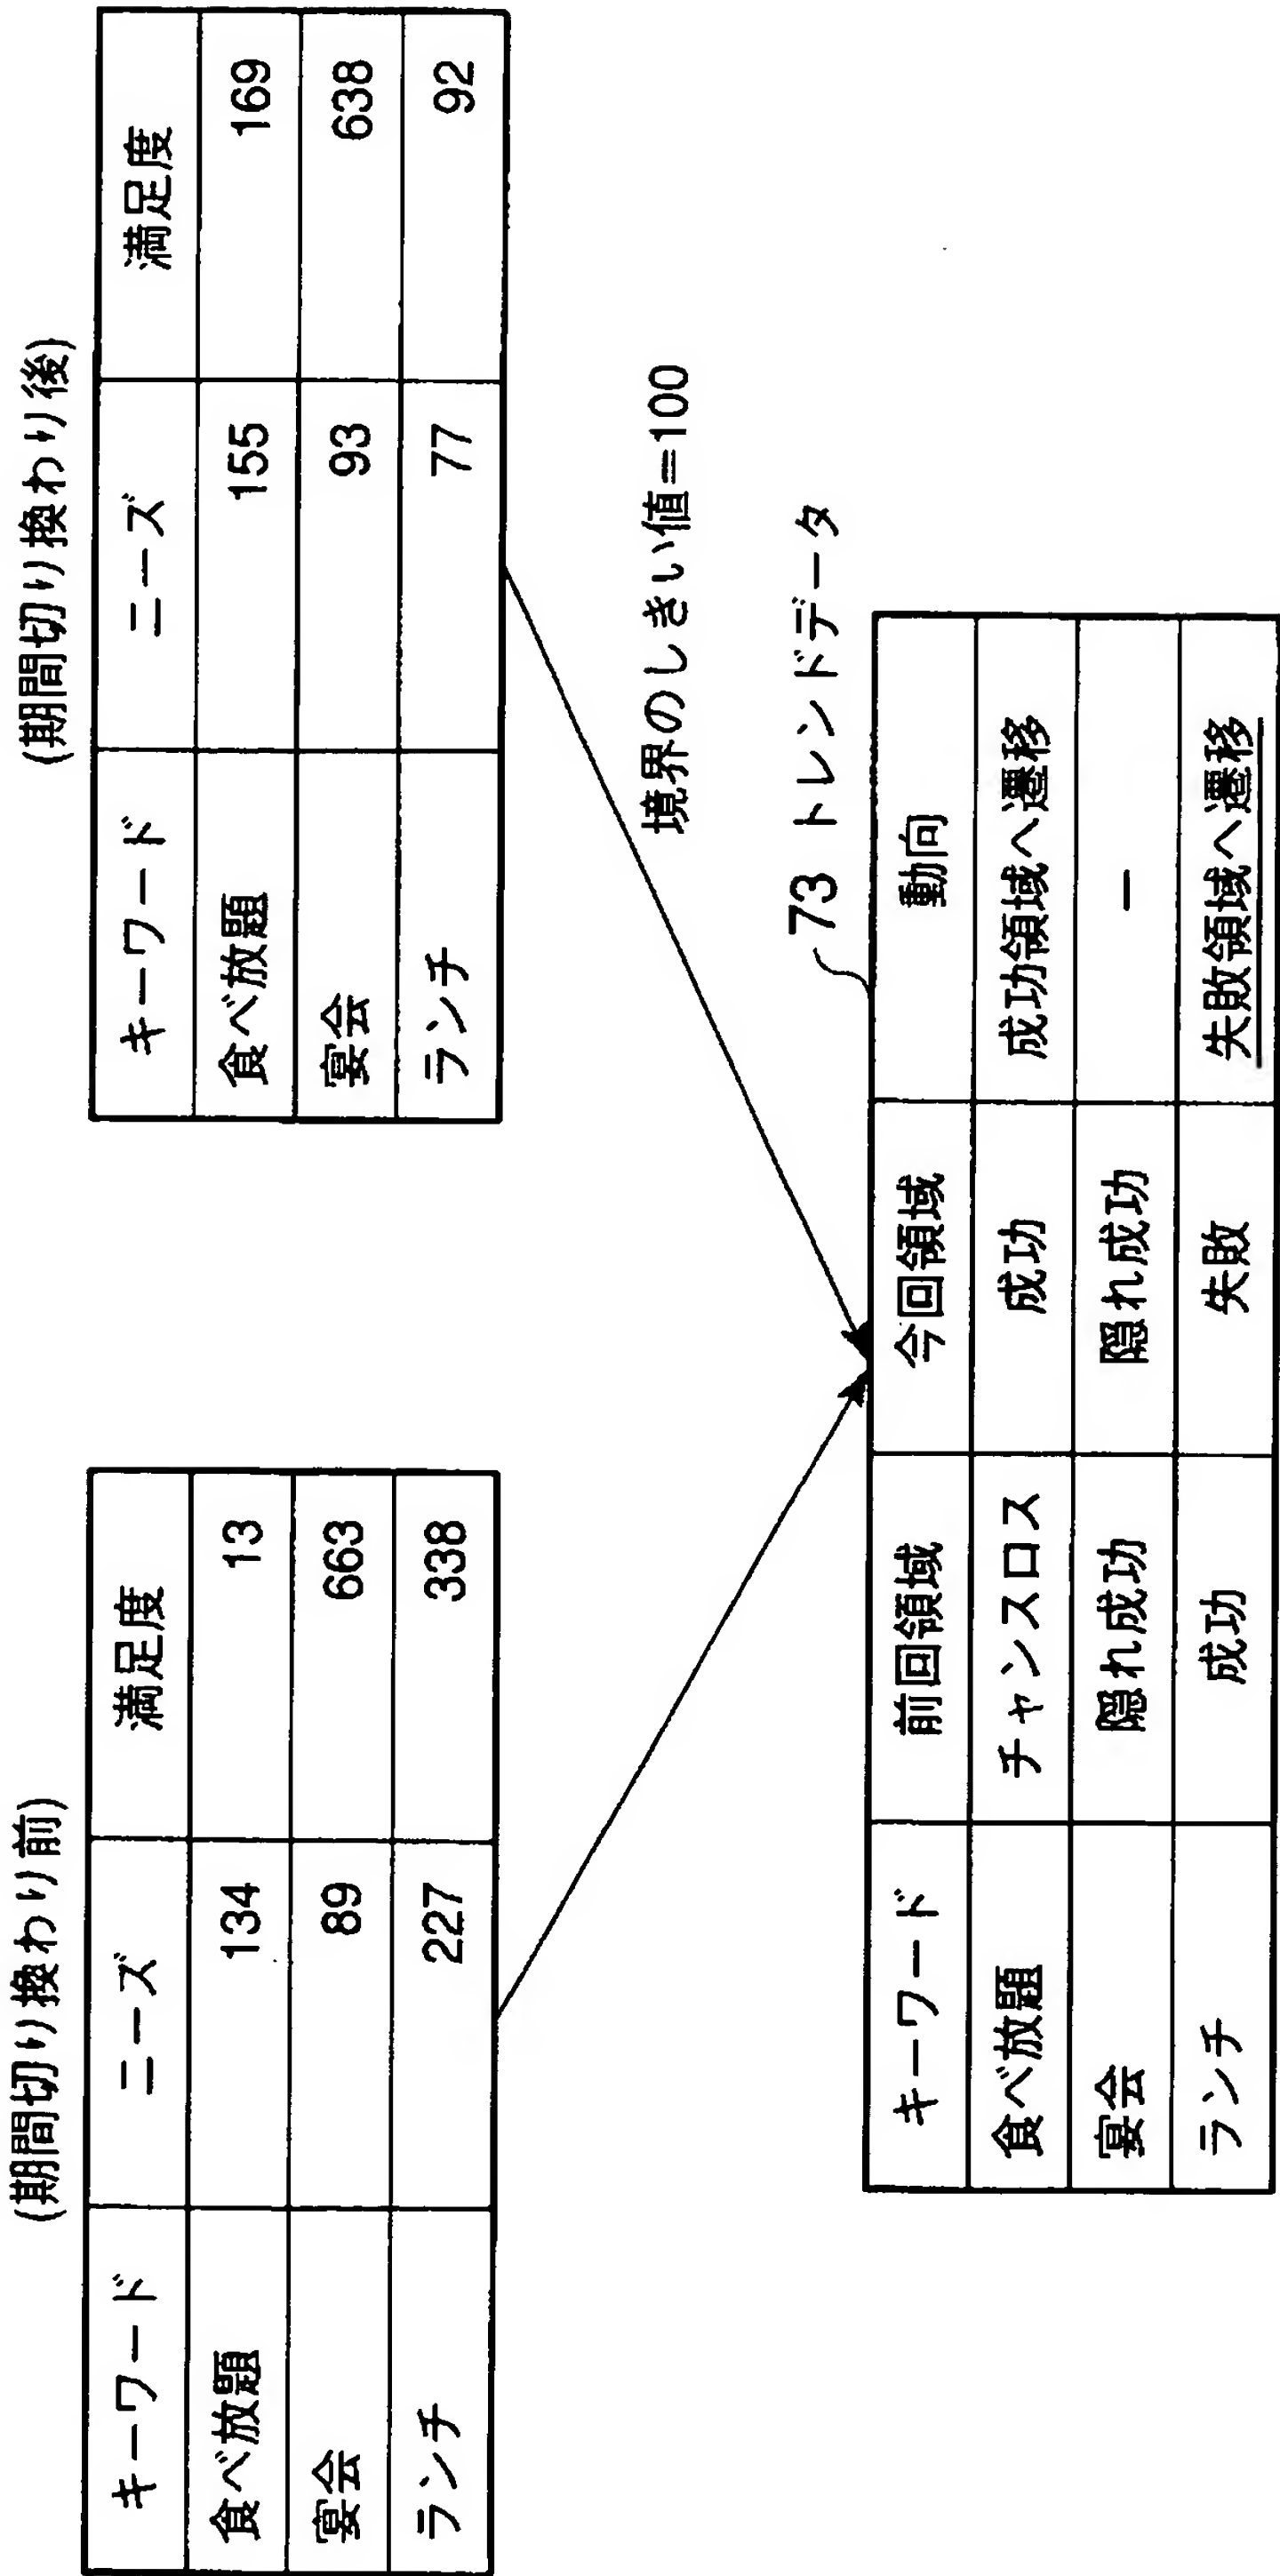 (期間切り換わり前)
キーワード ニーズ 満足度
食べ放題 134 13
宴会 89 663
ランチ 227 338
(期間切り換わり後)
キーワード ニーズ 満足度
食べ放題 155 169
宴会 93 638
ランチ 77 92
境界のしきい値=100
73 トレンドデータ
キーワード 前回領域 今回領域 動向
食べ放題 チャンスロス 成功 成功領域へ遷移
宴会 隠れ成功 隠れ成功 ー
ランチ 成功 失敗 失敗領域へ遷移